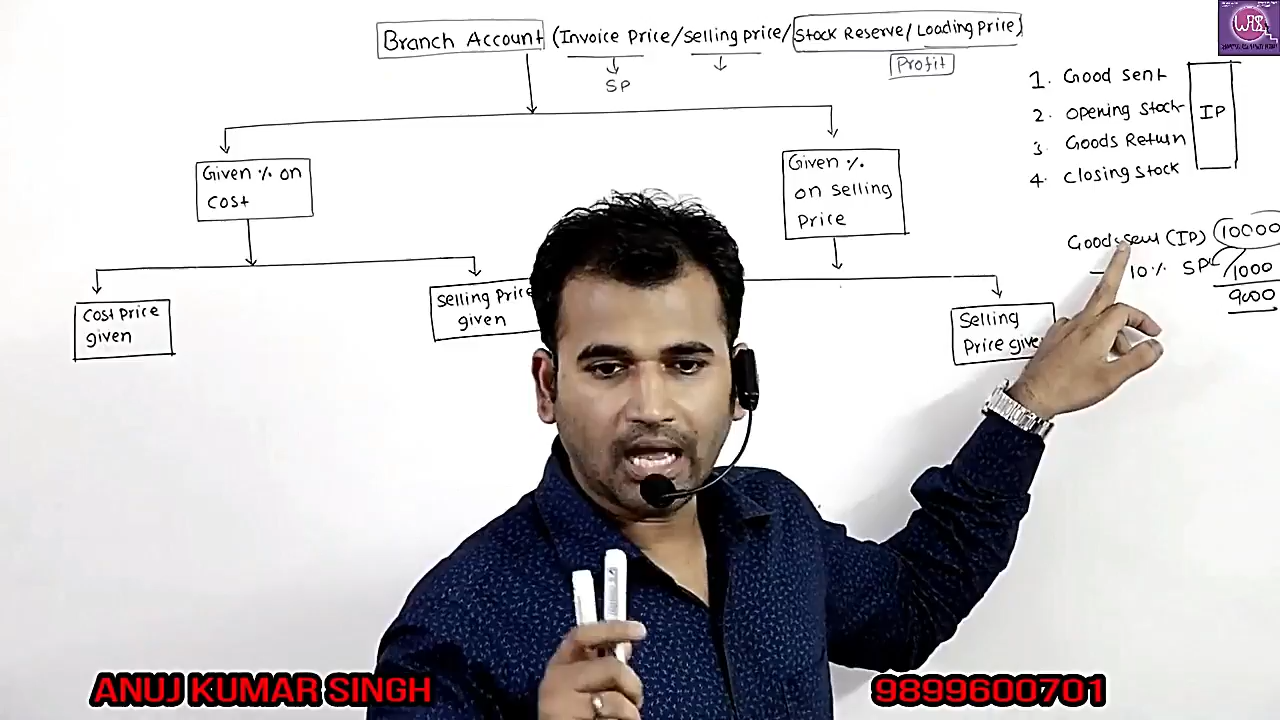 Branch Account (Invoice Price/selling price/Stock Reserve/Loading Price)
SP
Profit
1. Good sent
2. opening stock
3. Goods Return
4. closing stock
IP
Given % on
cost
Given %
on selling
Price
Goods sent (IP) 10000
10% SP 1000
9000
cost price
given
selling price
given
Selling
Price given
ANUJ KUMAR SINGH
9899600701